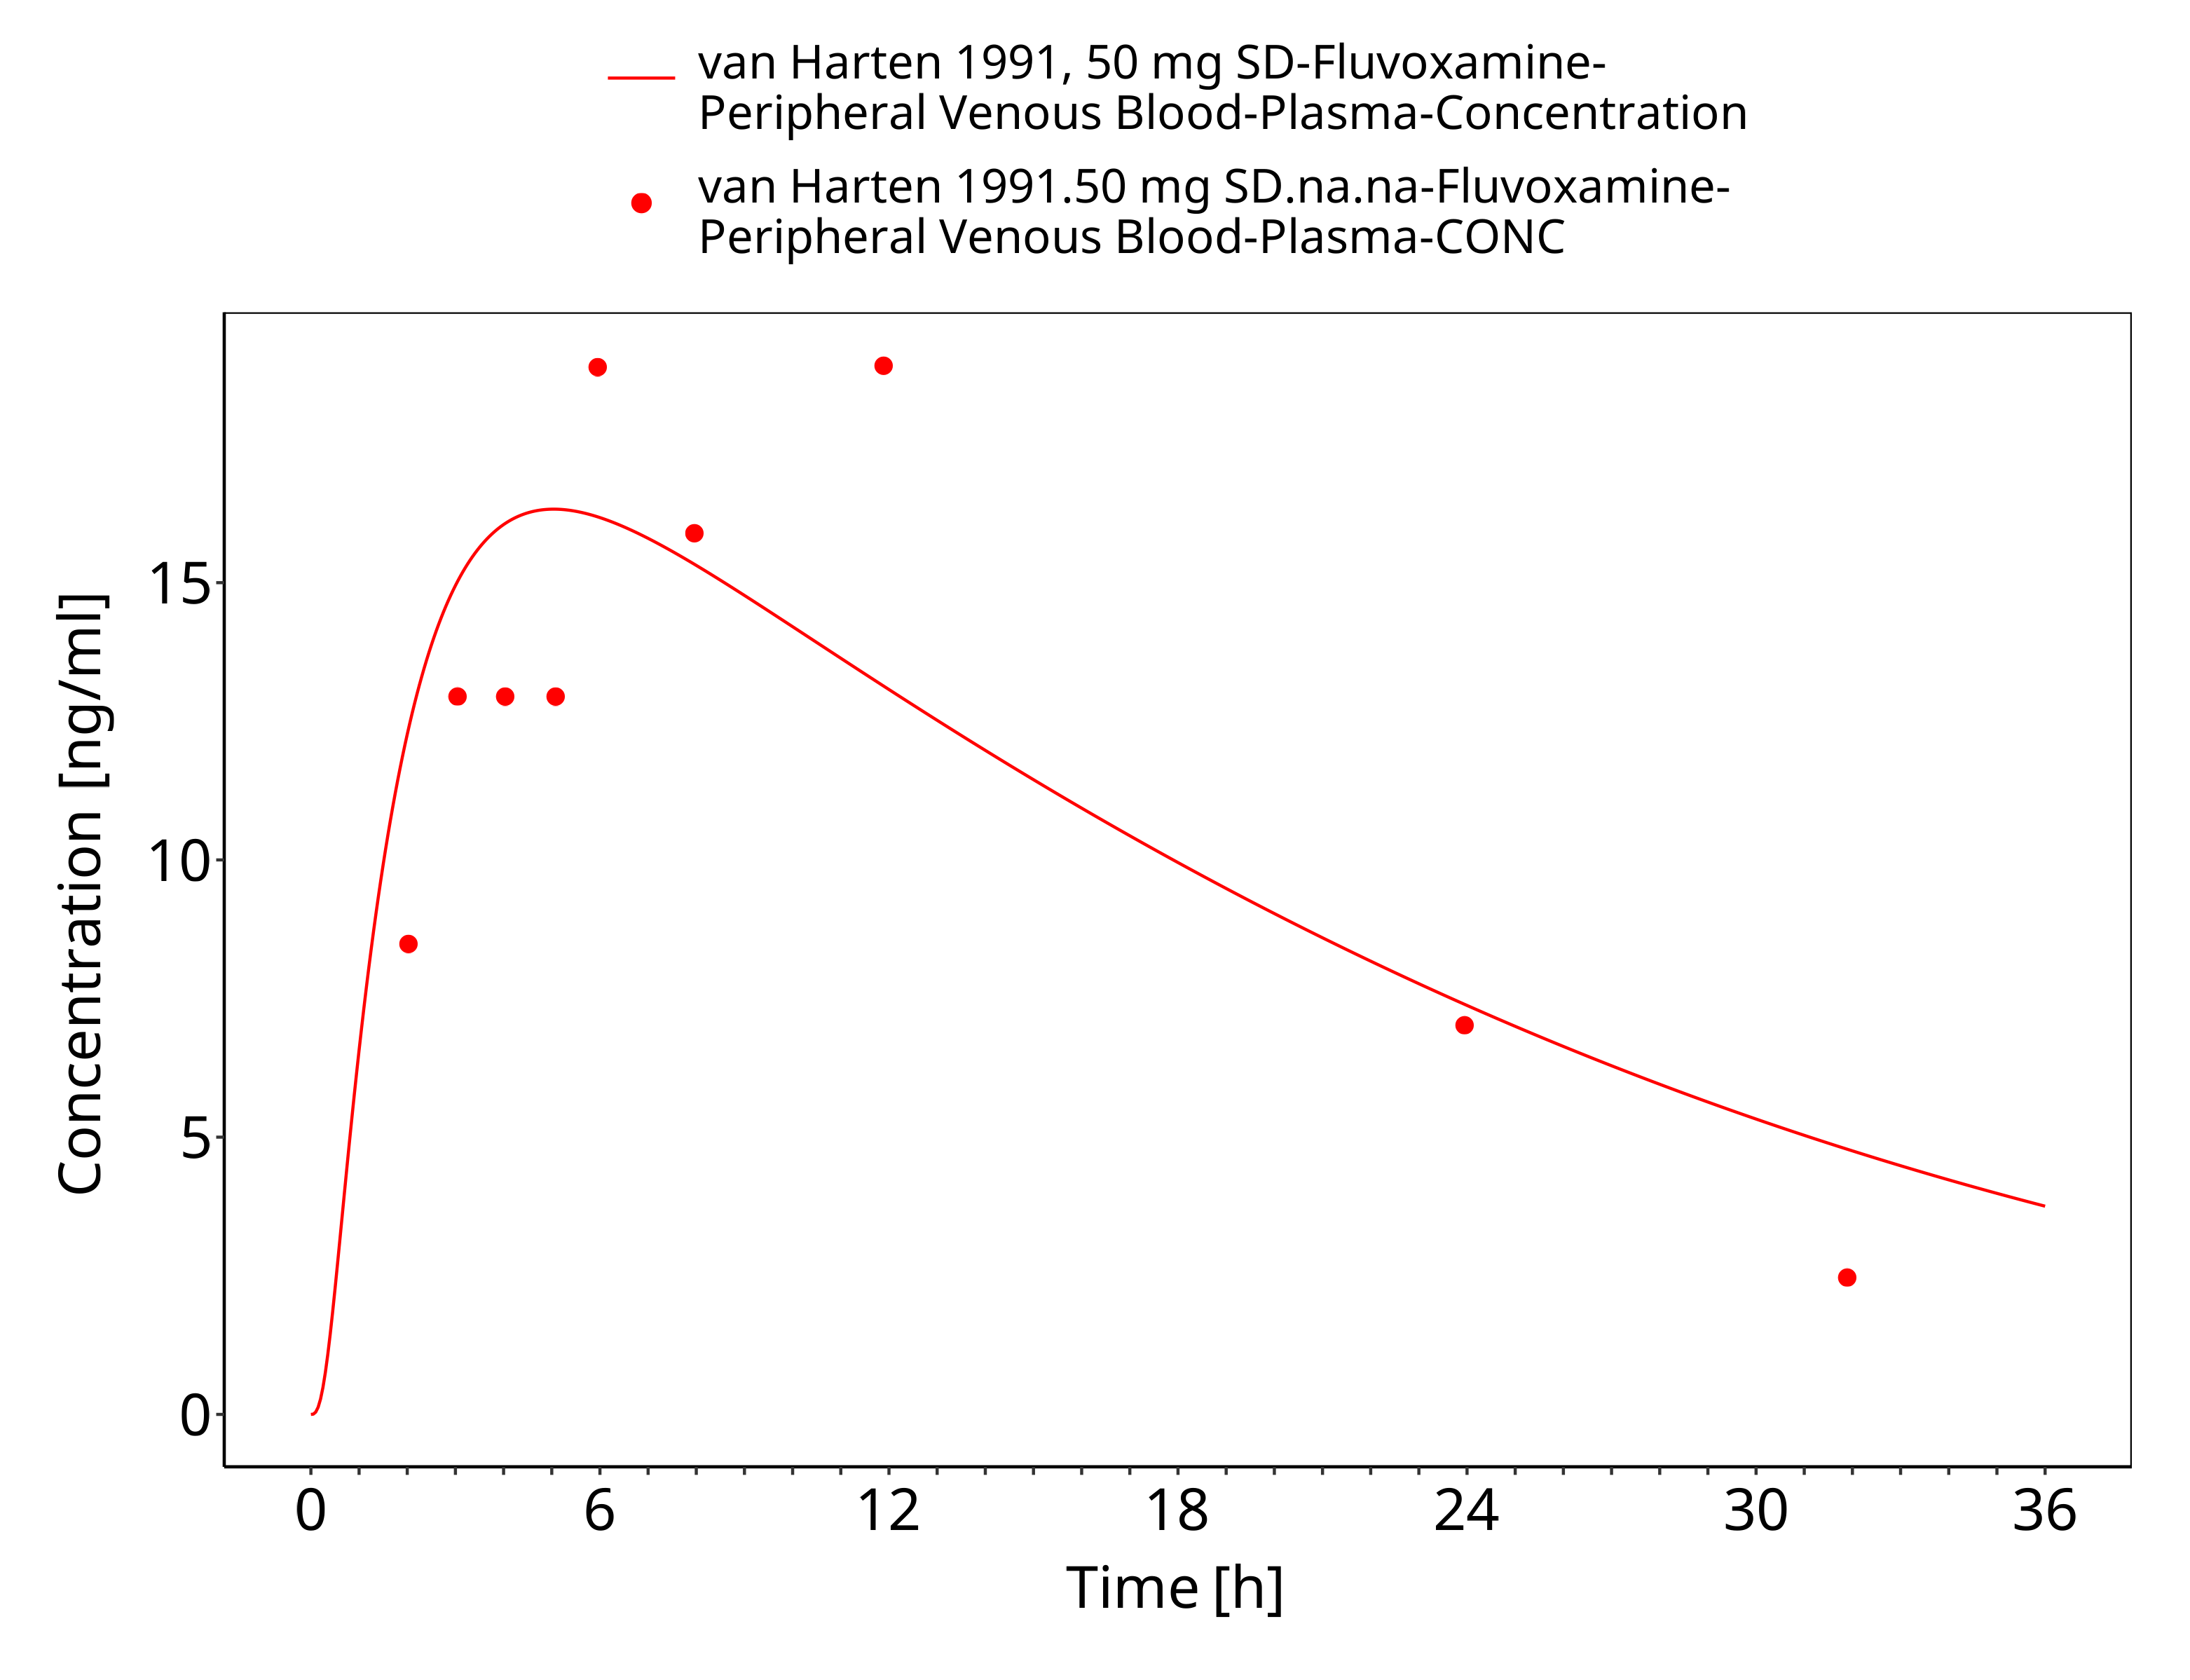 van Harten 1991, 50 mg SD-Fluvoxamine-
Peripheral Venous Blood-Plasma-Concentration
van Harten 1991.50 mg SD.na.na-Fluvoxamine-
Peripheral Venous Blood-Plasma-CONC
Concentration [ng/ml]
15
10
5
0
0 6 12 18 24 30 36
Time [h]